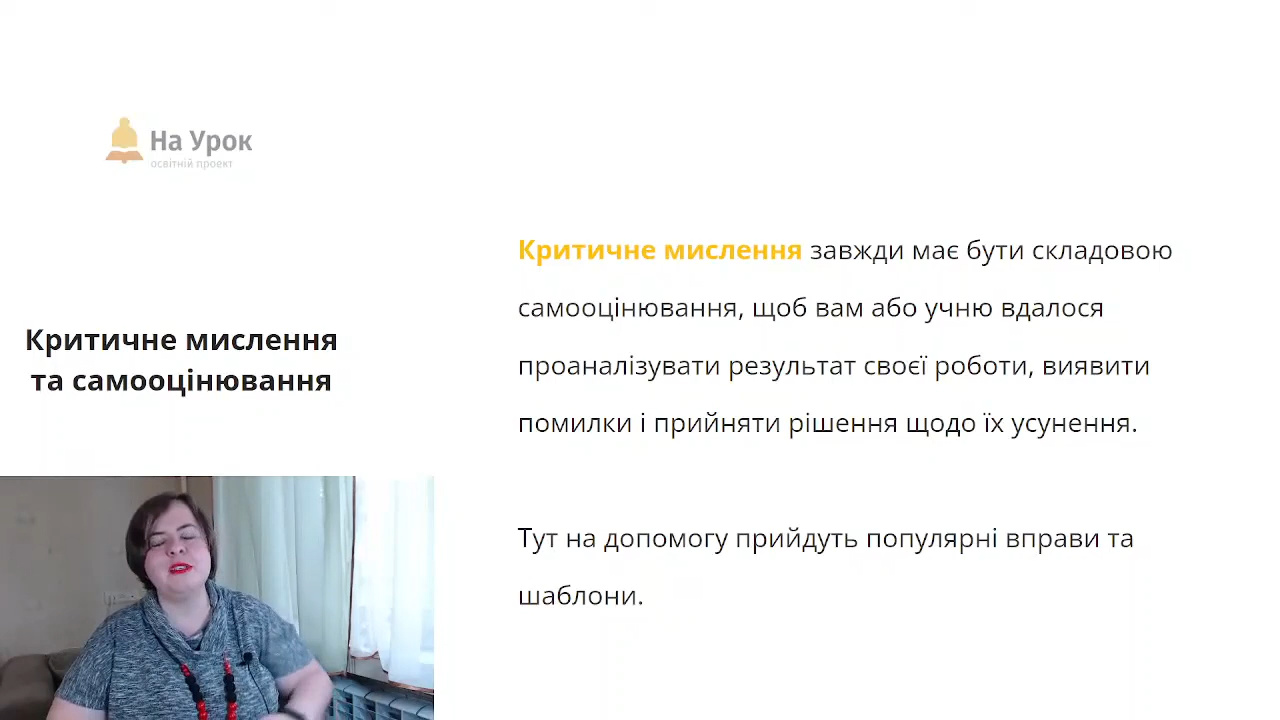 На Урок
освітній проект
Критичне мислення
та самооцінювання
Критичне мислення завжди має бути складовою
самооцінювання, щоб вам або учню вдалося
проаналізувати результат своєї роботи, виявити
помилки і прийняти рішення щодо їх усунення.
Тут на допомогу прийдуть популярні вправи та
шаблони.